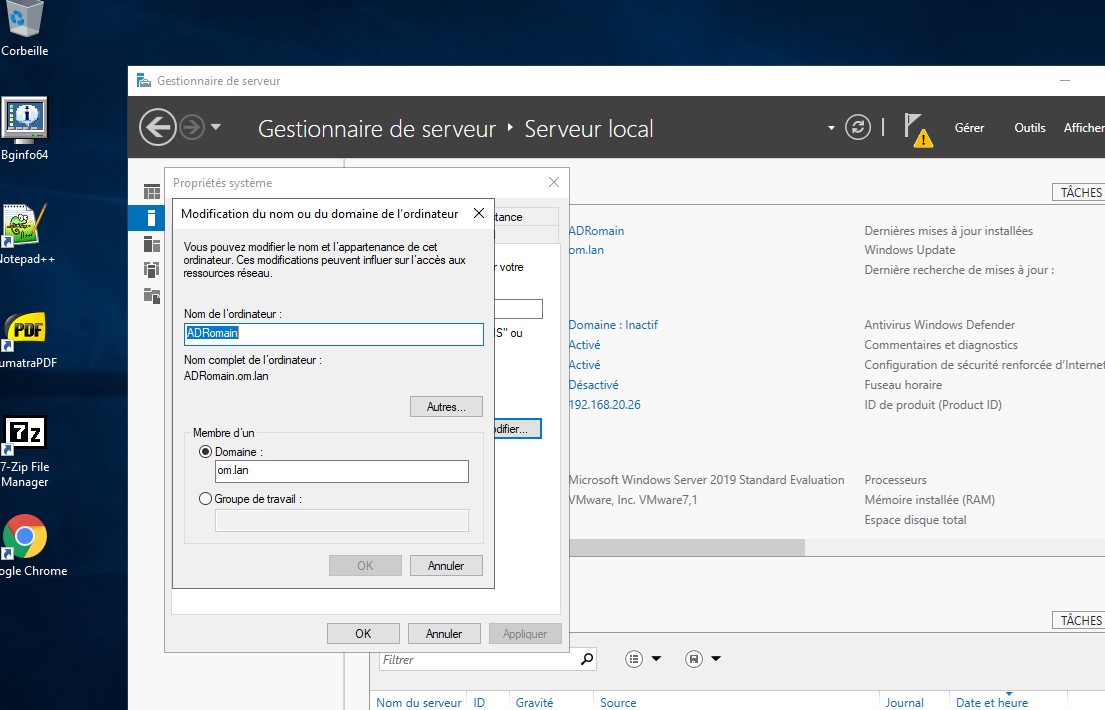 Corbeille
Bginfo64
Notepad++
PDF
umatraPDF
7z
7-Zip File
Manager
ogle Chrome
Gestionnaire de serveur
Gestionnaire de serveur ‣ Serveur local
Gérer
Outils
Afficher
Propriétés système
Modification du nom ou du domaine de l'ordinateur
Vous pouvez modifier le nom et l'appartenance de cet
ordinateur. Ces modifications peuvent influer sur l'accès aux
ressources réseau.
Nom de l'ordinateur :
ADRomain
Nom complet de l'ordinateur :
ADRomain.om.lan
Autres...
Membre d'un
Domaine :
om.lan
Groupe de travail :
OK
Annuler
tance
r votre
IS" ou
odifier...
OK
Annuler
Appliquer
TÂCHES
ADRomain
om.lan
Dernières mises à jour installées
Windows Update
Dernière recherche de mises à jour :
Domaine : Inactif
Activé
Activé
Désactivé
192.168.20.26
Antivirus Windows Defender
Commentaires et diagnostics
Configuration de sécurité renforcée d'Internet
Fuseau horaire
ID de produit (Product ID)
Microsoft Windows Server 2019 Standard Evaluation
VMware, Inc. VMware7,1
Processeurs
Mémoire installée (RAM)
Espace disque total
TÂCHES
Filtrer
Nom du serveur
ID
Gravité
Source
Journal
Date et heure